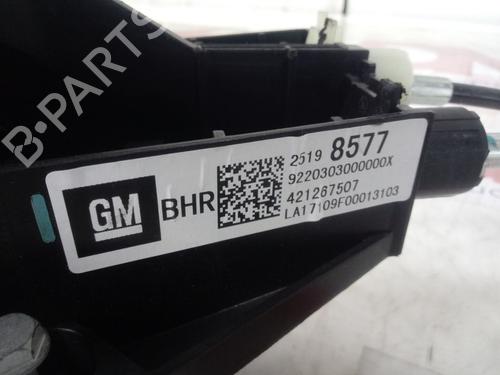 GM
BHR
2519 8577
9220303000000X
421267507
LA17109F00013103
B-PARTS